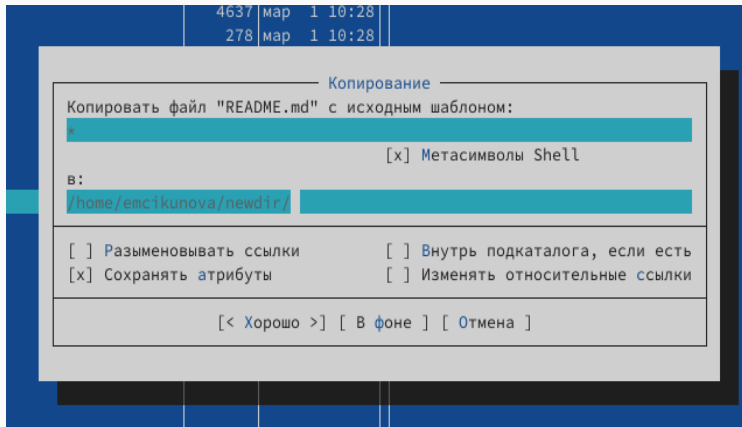 4637 мар 1 10:28
278 мар 1 10:28
Копирование
Копировать файл "README.md" с исходным шаблоном:
*
[x] Метасимволы Shell
в:
/home/emcikunova/newdir/
[ ] Разыменовывать ссылки [ ] Внутрь подкаталога, если есть
[x] Сохранять атрибуты [ ] Изменять относительные ссылки
[< Хорошо >] [ В фоне ] [ Отмена ]